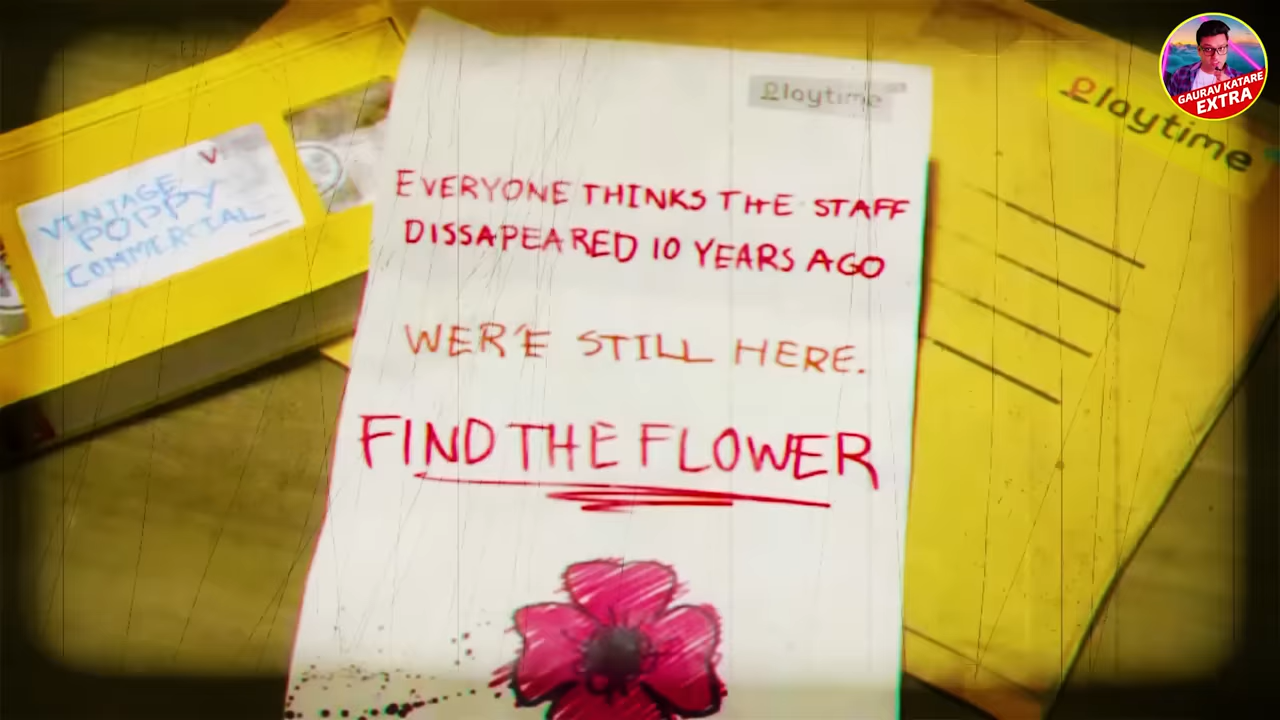 GAURAV KATARE
EXTRA
Playtime
Playtime
V
VINTAGE
POPPY
COMMERCIAL
EVERYONE THINKS THE STAFF
DISSAPEARED 10 YEARS AGO
WER'E STILL HERE.
FIND THE FLOWER